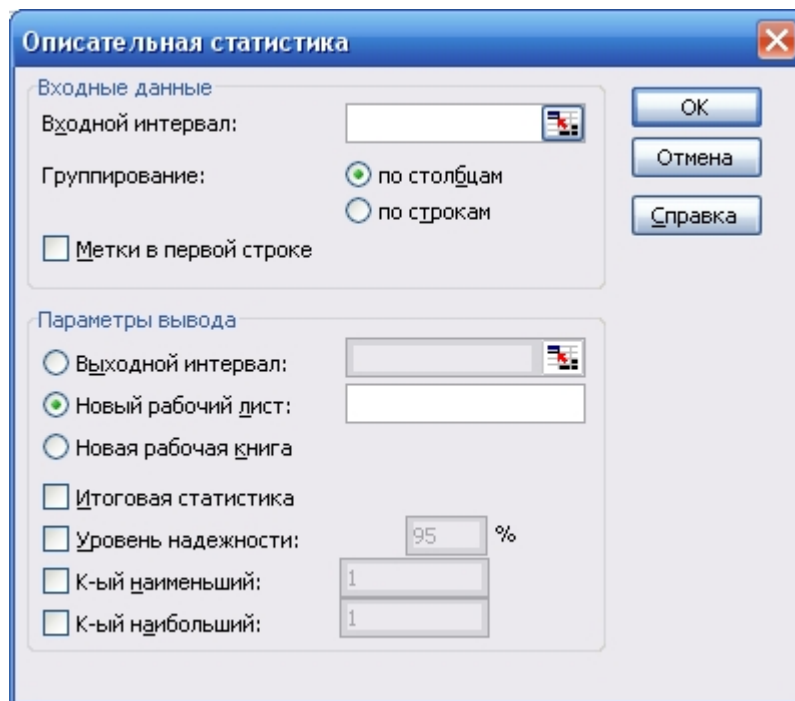 Описательная статистика
Входные данные
Входной интервал:
Группирование:
по столбцам
по строкам
Метки в первой строке
ОК
Отмена
Справка
Параметры вывода
Выходной интервал:
Новый рабочий лист:
Новая рабочая книга
Итоговая статистика
Уровень надежности: 95 %
К-ый наименьший: 1
К-ый наибольший: 1